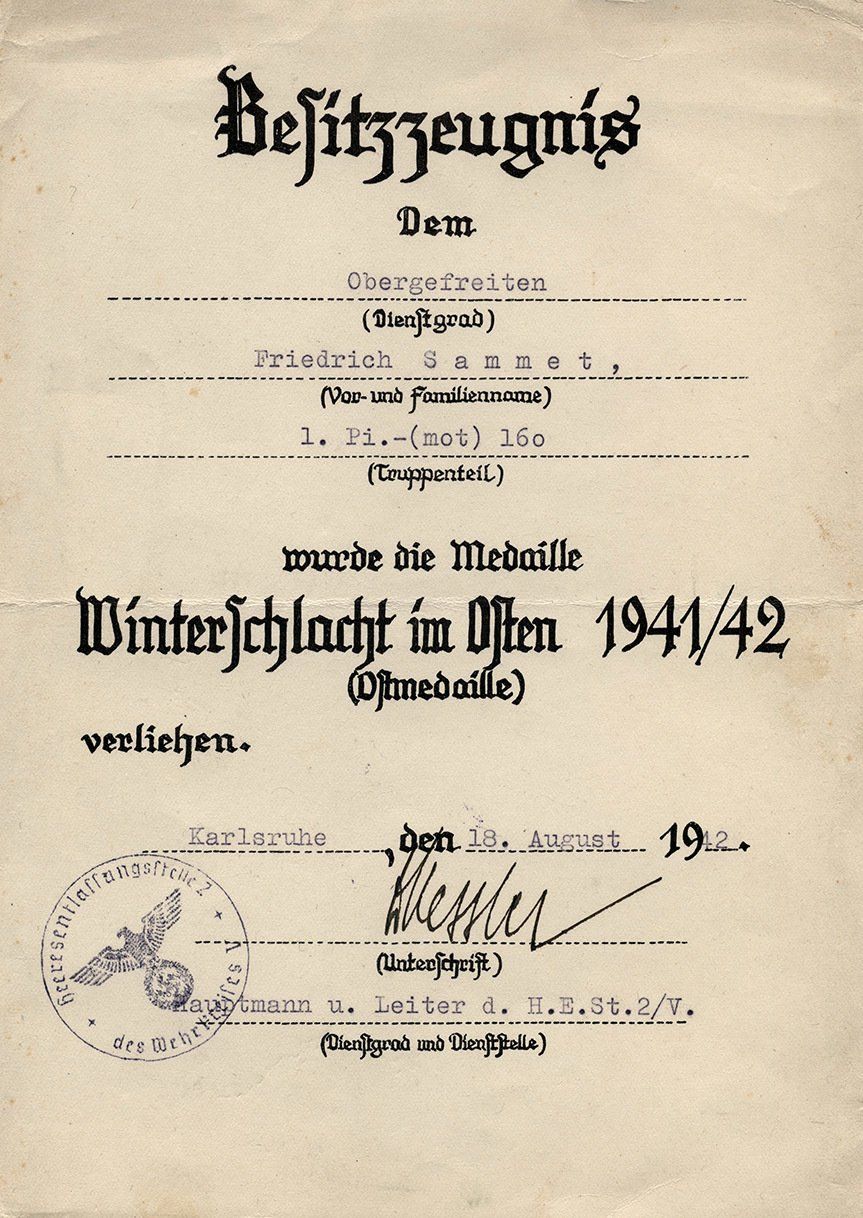 Besitzzeugnis
Dem
Obergefreiten
(Dienstgrad)
Friedrich S a m m e t ,
(Vor- und Familienname)
1. Pi.-(mot) 16o
(Truppenteil)
wurde die Medaille
Winterschlacht im Osten 1941/42
(Ostmedaille)
verliehen.
Karlsruhe, den 18. August 1942.
(Unterschrift)
Hauptmann u. Leiter d. H.E.St.2/V.
(Dienstgrad und Dienststelle)
Heeresentlassungsstelle 2
des Wehrkreises V